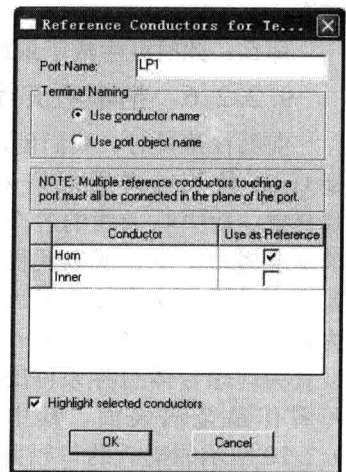 Reference Conductors for Te...
Port Name: LP1
Terminal Naming
Use conductor name
Use port object name
NOTE: Multiple reference conductors touching a
port must all be connected in the plane of the port.
Conductor Use as Reference
Horn
Inner
Highlight selected conductors
OK Cancel